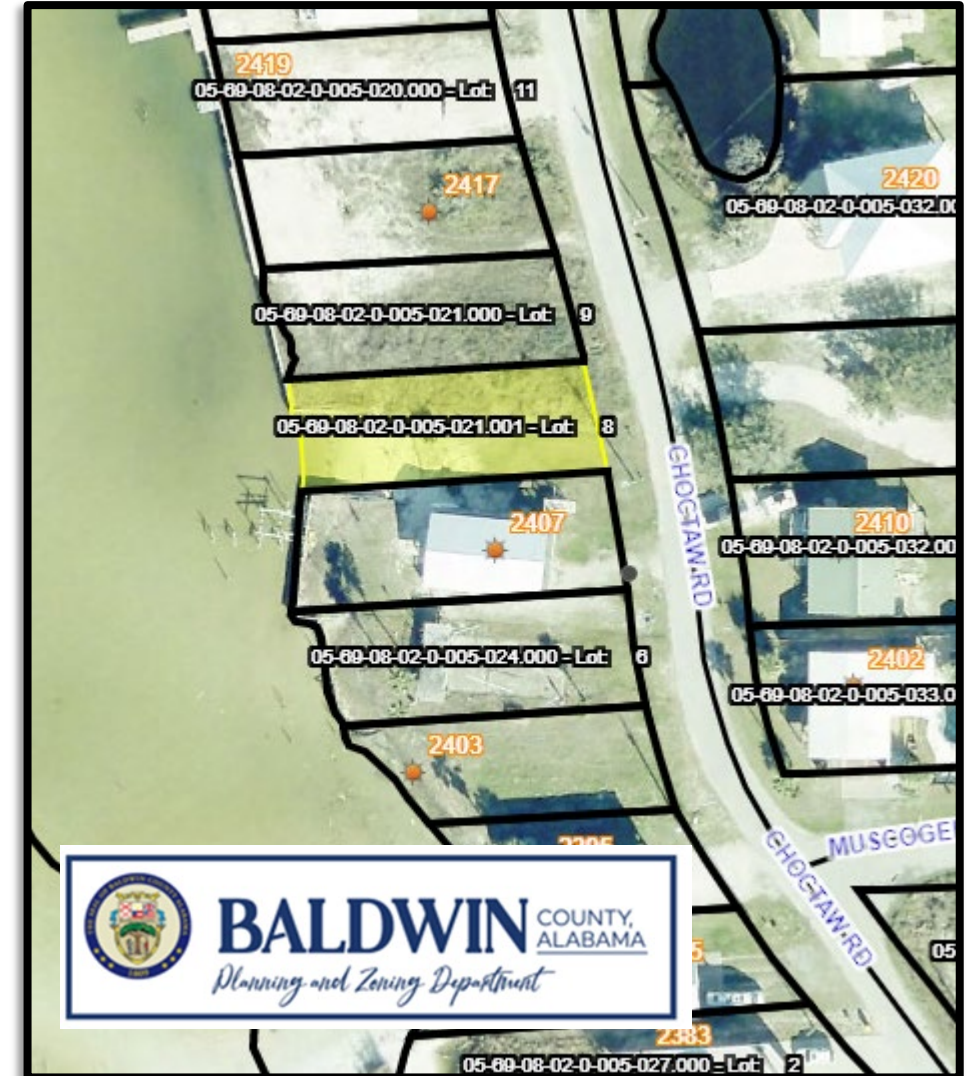 2419
05-69-08-02-0-005-020.000 - Lot: 11
2417
2420
05-69-08-02-0-005-032.00
05-69-08-02-0-005-021.000 - Lot: 9
05-69-08-02-0-005-021.001 - Lot: 8
CHOCTAW RD
2407
2410
05-69-08-02-0-005-032.00
05-69-08-02-0-005-024.000 - Lot: 6
2402
05-69-08-02-0-005-033.0
2403
MUSCOGE
CHOCTAW RD
BALDWIN COUNTY, ALABAMA
Planning and Zoning Department
05
5
2383
05-69-08-02-0-005-027.000 - Lot: 2